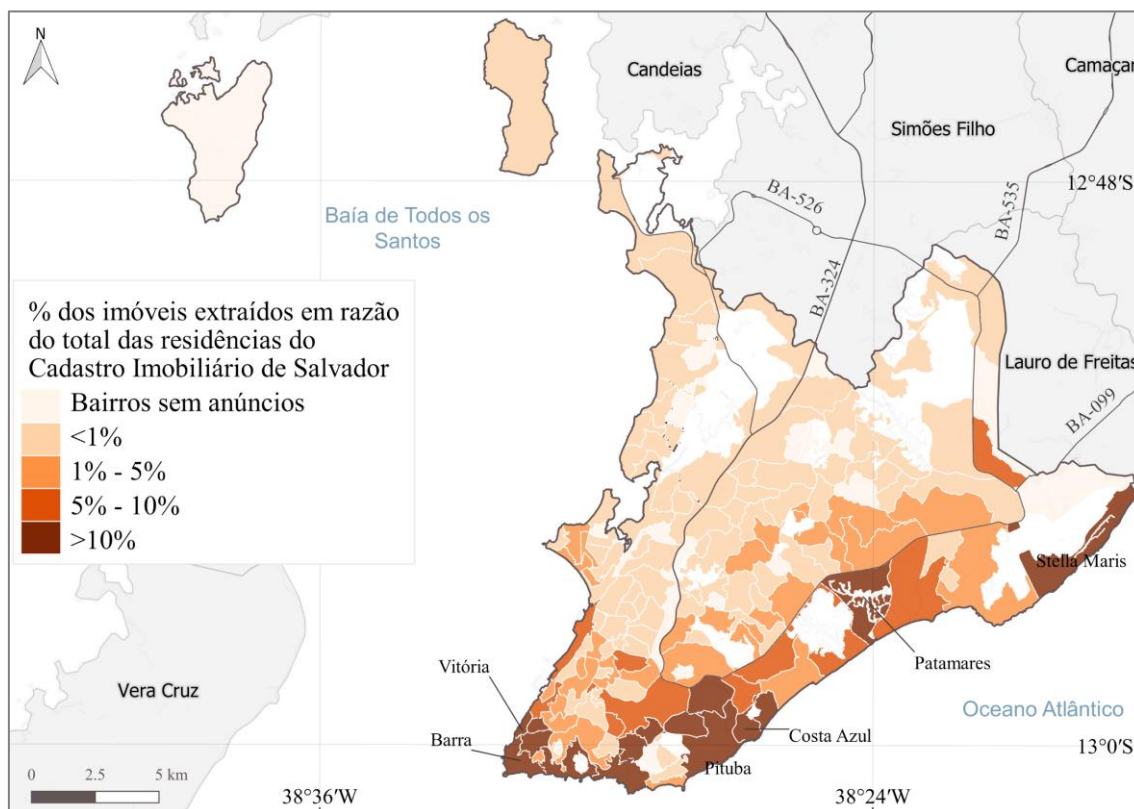 N
Candeias
Camaçar
Simões Filho
12°48'S
BA-526
BA-535
Baía de Todos os
Santos
BA-324
% dos imóveis extraídos em razão
do total das residências do
Cadastro Imobiliário de Salvador
Bairros sem anúncios
<1%
1% - 5%
5% - 10%
>10%
Lauro de Freitas
BA-099
Stella Maris
Vitória
Patamares
Vera Cruz
Oceano Atlântico
Barra
Costa Azul
13°0'S
Pituba
0 2.5 5 km
38°36'W
38°24'W